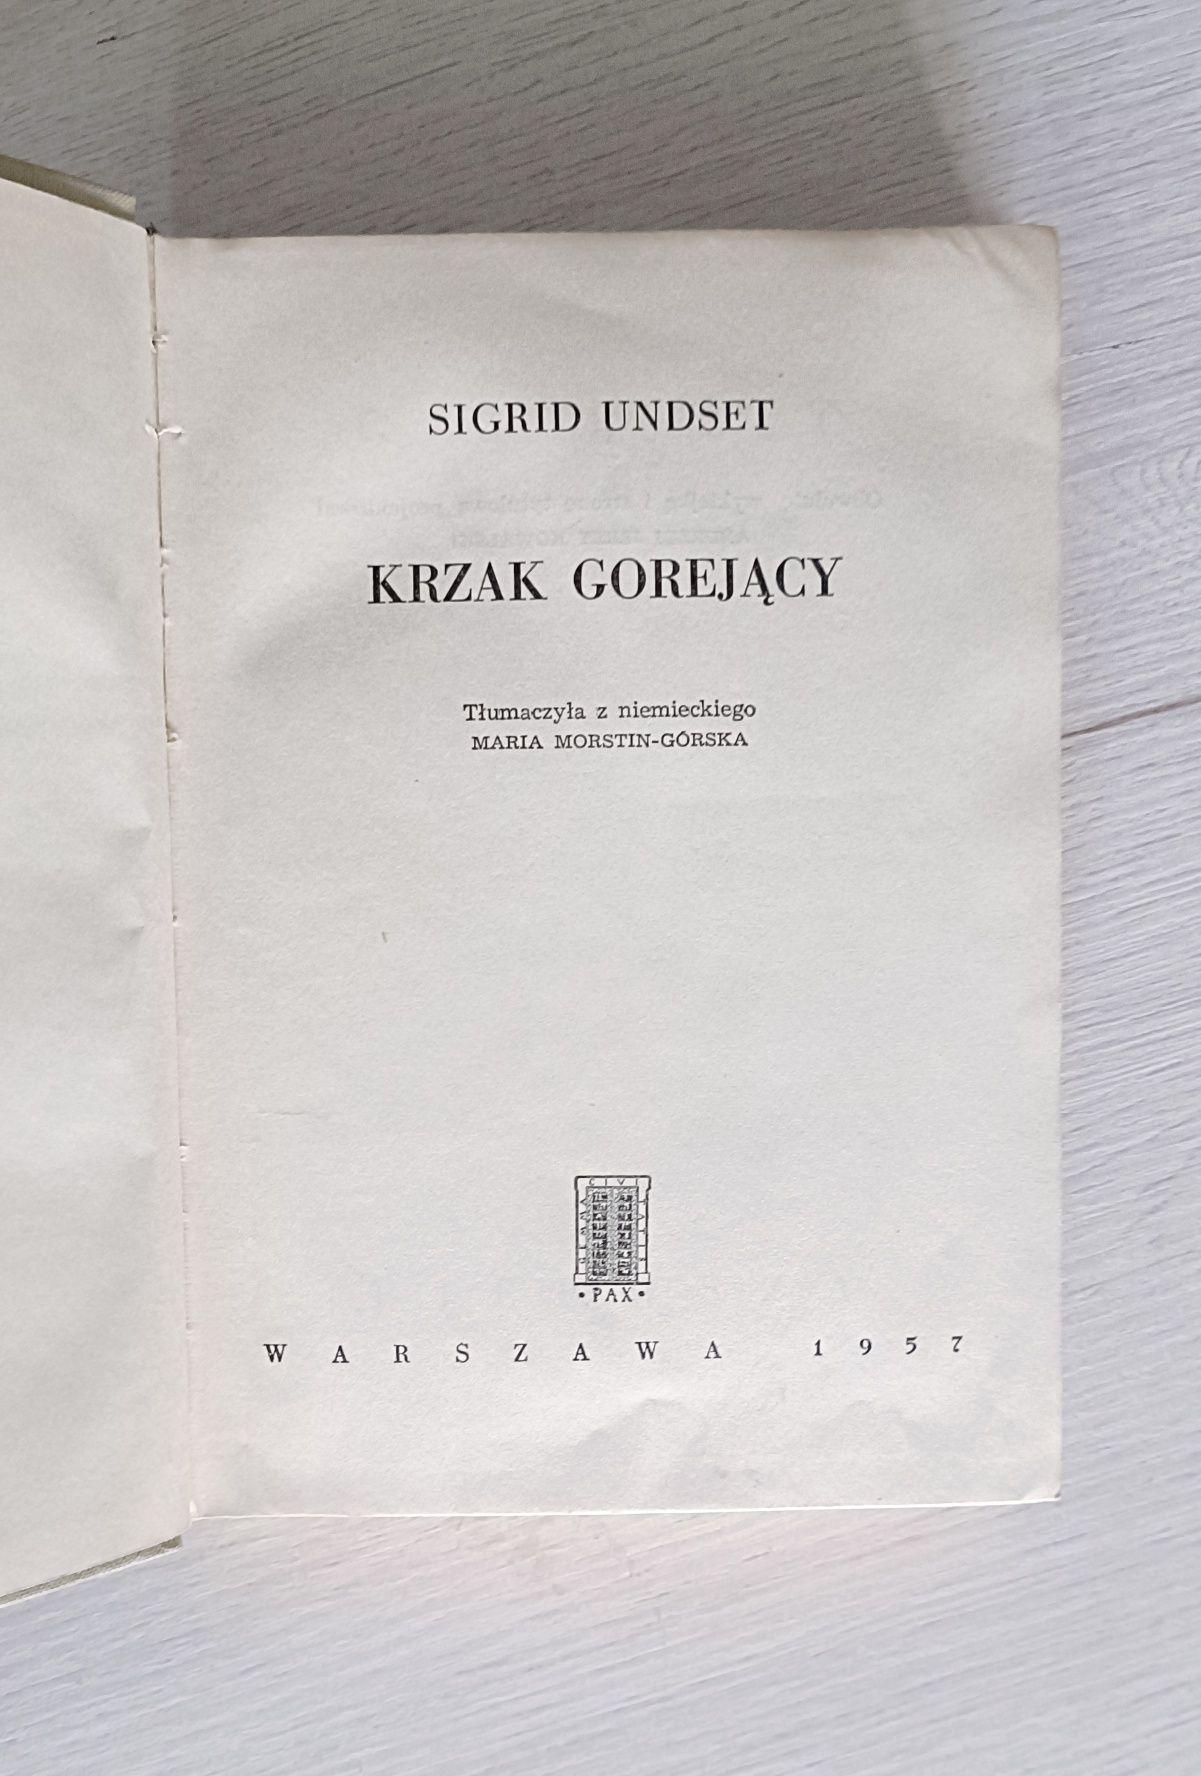 SIGRID UNDSET
KRZAK GOREJĄCY
Tłumaczyła z niemieckiego
MARIA MORSTIN-GÓRSKA
• PAX •
WARSZAWA 1957